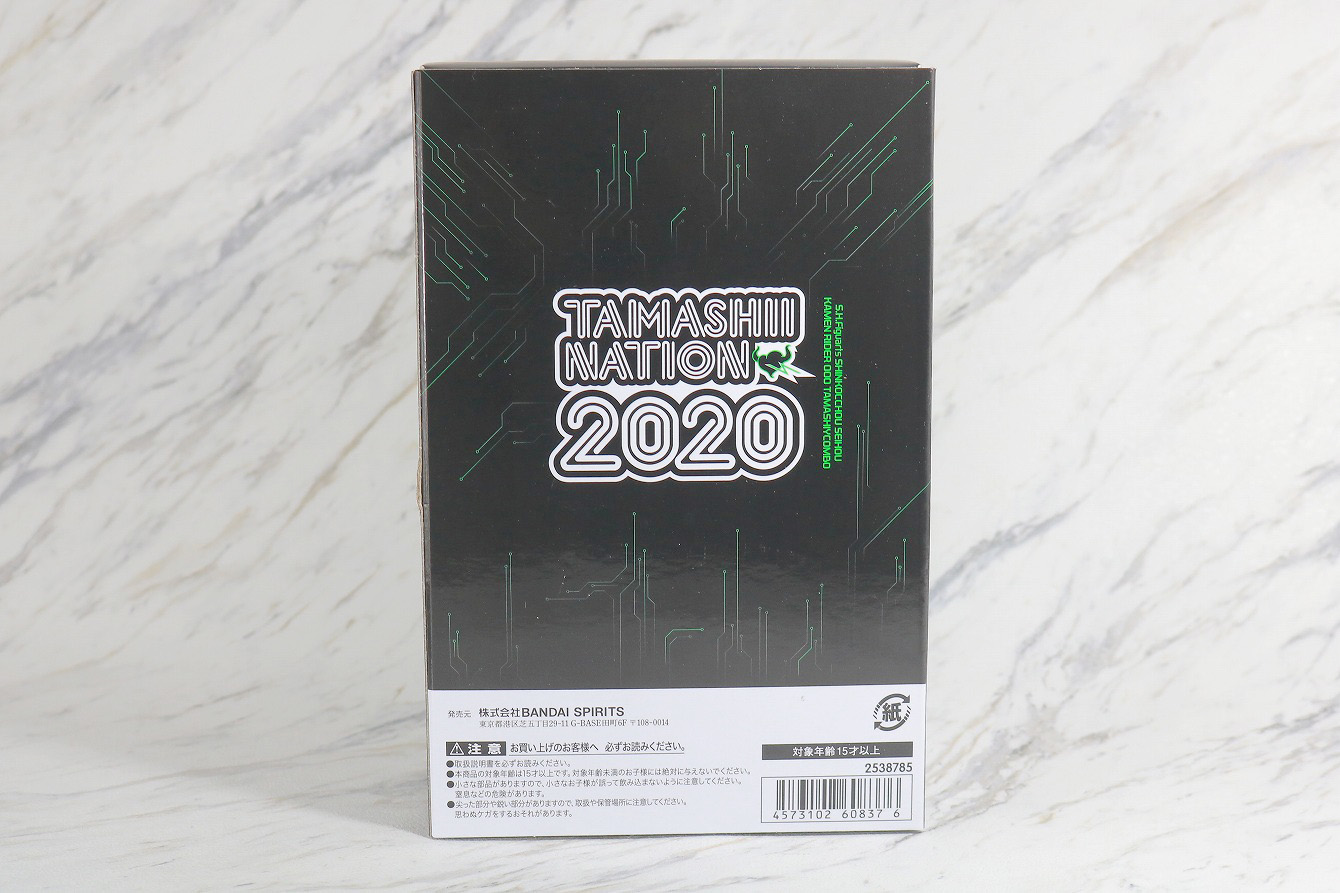 TAMASHII
NATION
2020
S.H.Figuarts SHINKOCCHOU SEIHOU
KAMEN RIDER OOO TAMASHIYCOMBO
発売元 株式会社BANDAI SPIRITS
東京都港区芝五丁目29-11 G-BASE田町6F 〒108-0014
紙
注意 お買い上げのお客様へ 必ずお読みください。
●取扱説明書を必ずお読みください。
●本商品の対象年齢は15才以上です。対象年齢未満のお子様には絶対に与えないでください。
●小さな部品がありますので、小さなお子様が誤って飲み込まないように注意してください。
窒息などの危険があります。
●尖った部分や鋭い部分がありますので、取扱や保管場所に注意してください。
思わぬケガをするおそれがあります。
対象年齢15才以上
2538785
4573102 60837 6